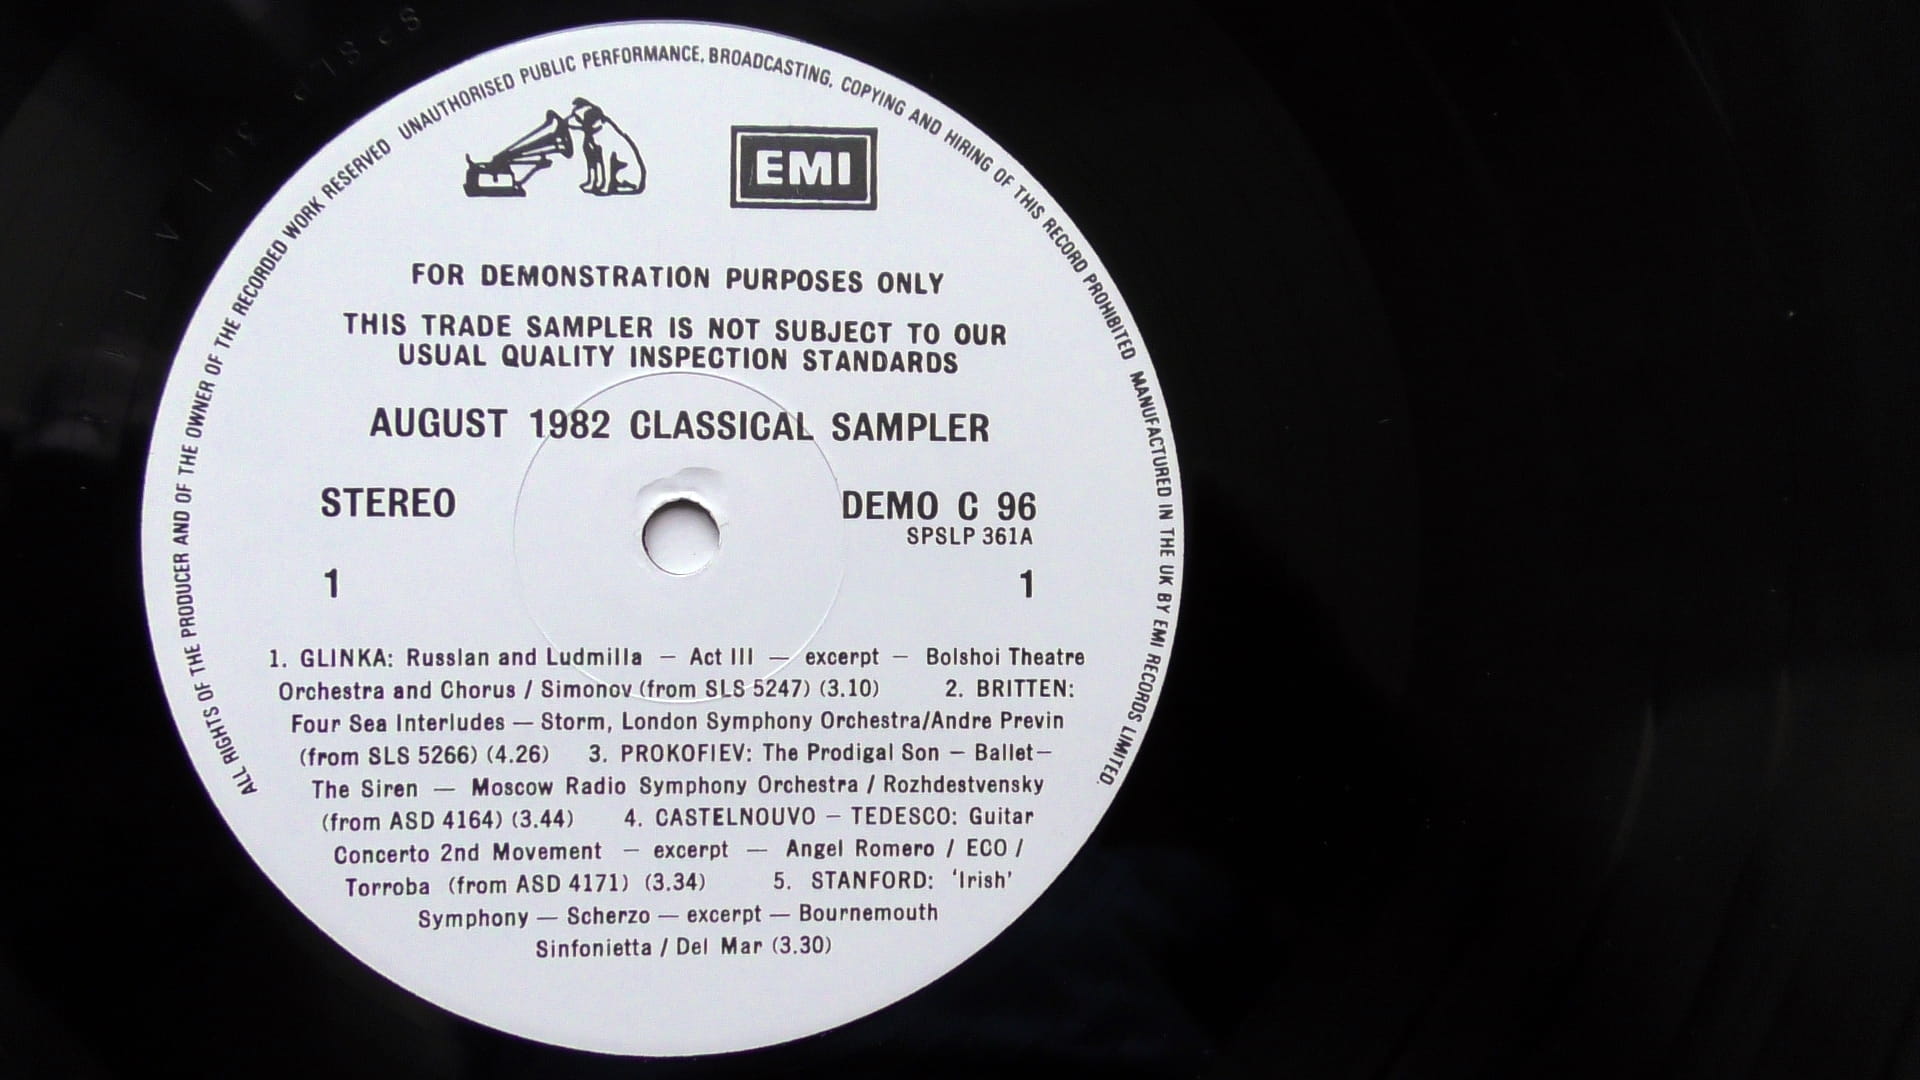 ALL RIGHTS OF THE PRODUCER AND OF THE OWNER OF THE RECORDED WORK RESERVED UNAUTHORISED PUBLIC PERFORMANCE, BROADCASTING, COPYING AND HIRING OF THIS RECORD PROHIBITED MANUFACTURED IN THE UK BY EMI RECORDS LIMITED.
EMI
FOR DEMONSTRATION PURPOSES ONLY
THIS TRADE SAMPLER IS NOT SUBJECT TO OUR
USUAL QUALITY INSPECTION STANDARDS
AUGUST 1982 CLASSICAL SAMPLER
STEREO DEMO C 96
SPSLP 361A
1 1
1. GLINKA: Russlan and Ludmilla — Act III — excerpt — Bolshoi Theatre
Orchestra and Chorus / Simonov (from SLS 5247) (3.10) 2. BRITTEN:
Four Sea Interludes — Storm, London Symphony Orchestra/Andre Previn
(from SLS 5266) (4.26) 3. PROKOFIEV: The Prodigal Son — Ballet—
The Siren — Moscow Radio Symphony Orchestra / Rozhdestvensky
(from ASD 4164) (3.44) 4. CASTELNOUVO — TEDESCO: Guitar
Concerto 2nd Movement — excerpt — Angel Romero / ECO /
Torroba (from ASD 4171) (3.34) 5. STANFORD: 'Irish'
Symphony — Scherzo — excerpt — Bournemouth
Sinfonietta / Del Mar (3.30)